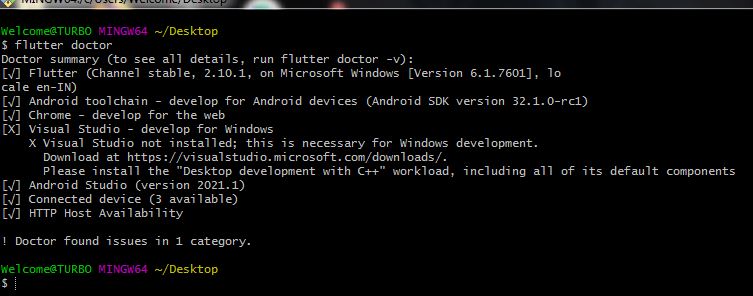 MINGW64:/c/Users/Welcome/Desktop
Welcome@TURBO MINGW64 ~/Desktop
$ flutter doctor
Doctor summary (to see all details, run flutter doctor -v):
[√] Flutter (Channel stable, 2.10.1, on Microsoft Windows [Version 6.1.7601], lo
cale en-IN)
[√] Android toolchain - develop for Android devices (Android SDK version 32.1.0-rc1)
[√] Chrome - develop for the web
[X] Visual Studio - develop for Windows
    X Visual Studio not installed; this is necessary for Windows development.
      Download at https://visualstudio.microsoft.com/downloads/.
      Please install the "Desktop development with C++" workload, including all of its default components
[√] Android Studio (version 2021.1)
[√] Connected device (3 available)
[√] HTTP Host Availability
! Doctor found issues in 1 category.
Welcome@TURBO MINGW64 ~/Desktop
$